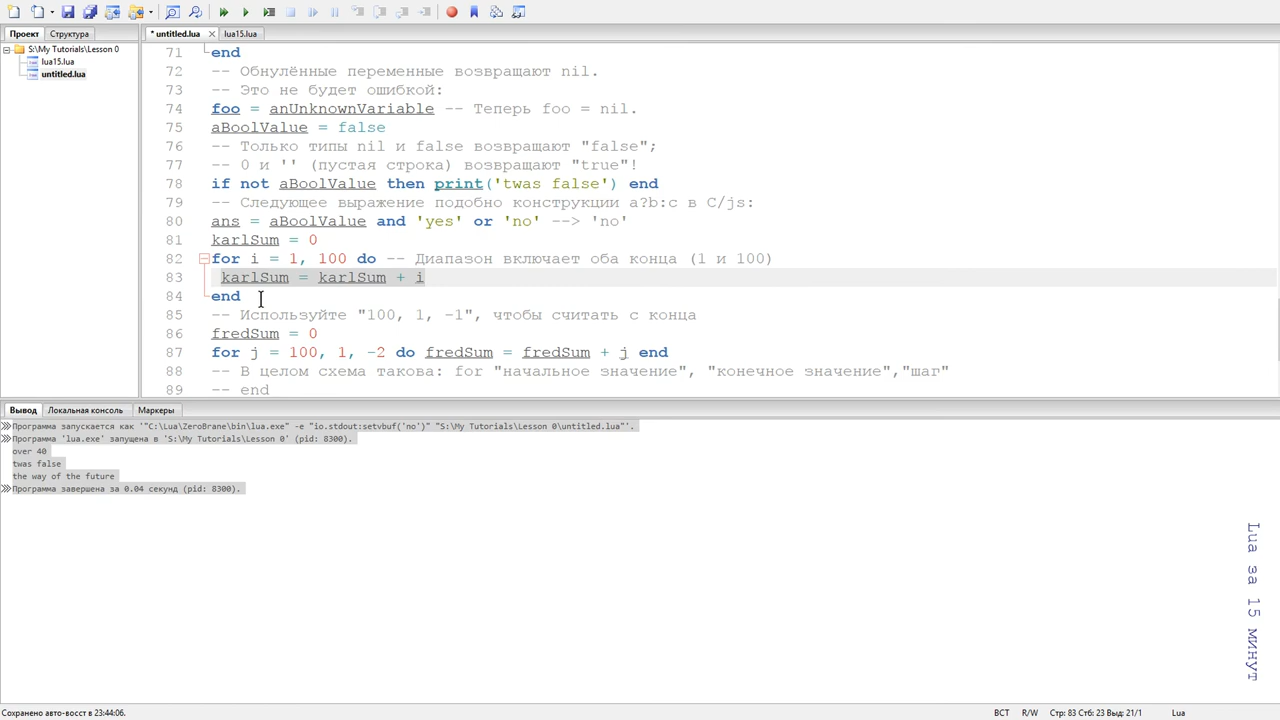 Проект
Структура
* untitled.lua
lua15.lua
S:\My Tutorials\Lesson 0
lua15.lua
untitled.lua
71 end
72 -- Обнулённые переменные возвращают nil.
73 -- Это не будет ошибкой:
74 foo = anUnknownVariable -- Теперь foo = nil.
75 aBoolValue = false
76 -- Только типы nil и false возвращают "false";
77 -- 0 и '' (пустая строка) возвращают "true"!
78 if not aBoolValue then print('twas false') end
79 -- Следующее выражение подобно конструкции a?b:c в C/js:
80 ans = aBoolValue and 'yes' or 'no' --> 'no'
81 karlSum = 0
82 for i = 1, 100 do -- Диапазон включает оба конца (1 и 100)
83 karlSum = karlSum + i
84 end
85 -- Используйте "100, 1, -1", чтобы считать с конца
86 fredSum = 0
87 for j = 100, 1, -2 do fredSum = fredSum + j end
88 -- В целом схема такова: for "начальное значение", "конечное значение","шаг"
89 -- end
Вывод
Локальная консоль
Маркеры
Программа запускается как '"C:\Lua\ZeroBrane\bin\lua.exe" -e "io.stdout:setvbuf('no')" "S:\My Tutorials\Lesson 0\untitled.lua"'.
Программа 'lua.exe' запущена в 'S:\My Tutorials\Lesson 0' (pid: 8300).
over 40
twas false
the way of the future
Программа завершена за 0.04 секунд (pid: 8300).
Lua за 15 минут
Сохранено авто-восст в 23:44:06.
ВСТ
R/W
Стр: 83 Стб: 23 Выд: 21/1
Lua